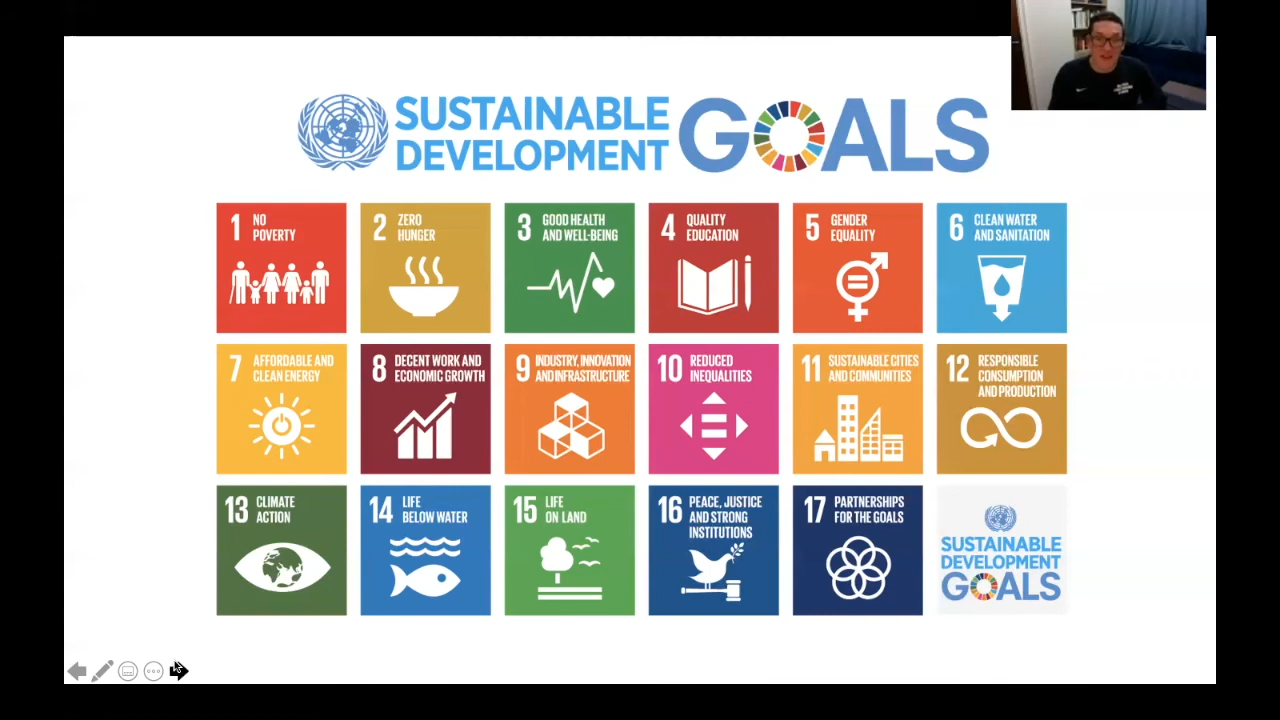 SUSTAINABLE
DEVELOPMENT
GOALS
1 NO
POVERTY
2 ZERO
HUNGER
3 GOOD HEALTH
AND WELL-BEING
4 QUALITY
EDUCATION
5 GENDER
EQUALITY
6 CLEAN WATER
AND SANITATION
7 AFFORDABLE AND
CLEAN ENERGY
8 DECENT WORK AND
ECONOMIC GROWTH
9 INDUSTRY, INNOVATION
AND INFRASTRUCTURE
10 REDUCED
INEQUALITIES
11 SUSTAINABLE CITIES
AND COMMUNITIES
12 RESPONSIBLE
CONSUMPTION
AND PRODUCTION
13 CLIMATE
ACTION
14 LIFE
BELOW WATER
15 LIFE
ON LAND
16 PEACE, JUSTICE
AND STRONG
INSTITUTIONS
17 PARTNERSHIPS
FOR THE GOALS
SUSTAINABLE
DEVELOPMENT
GOALS